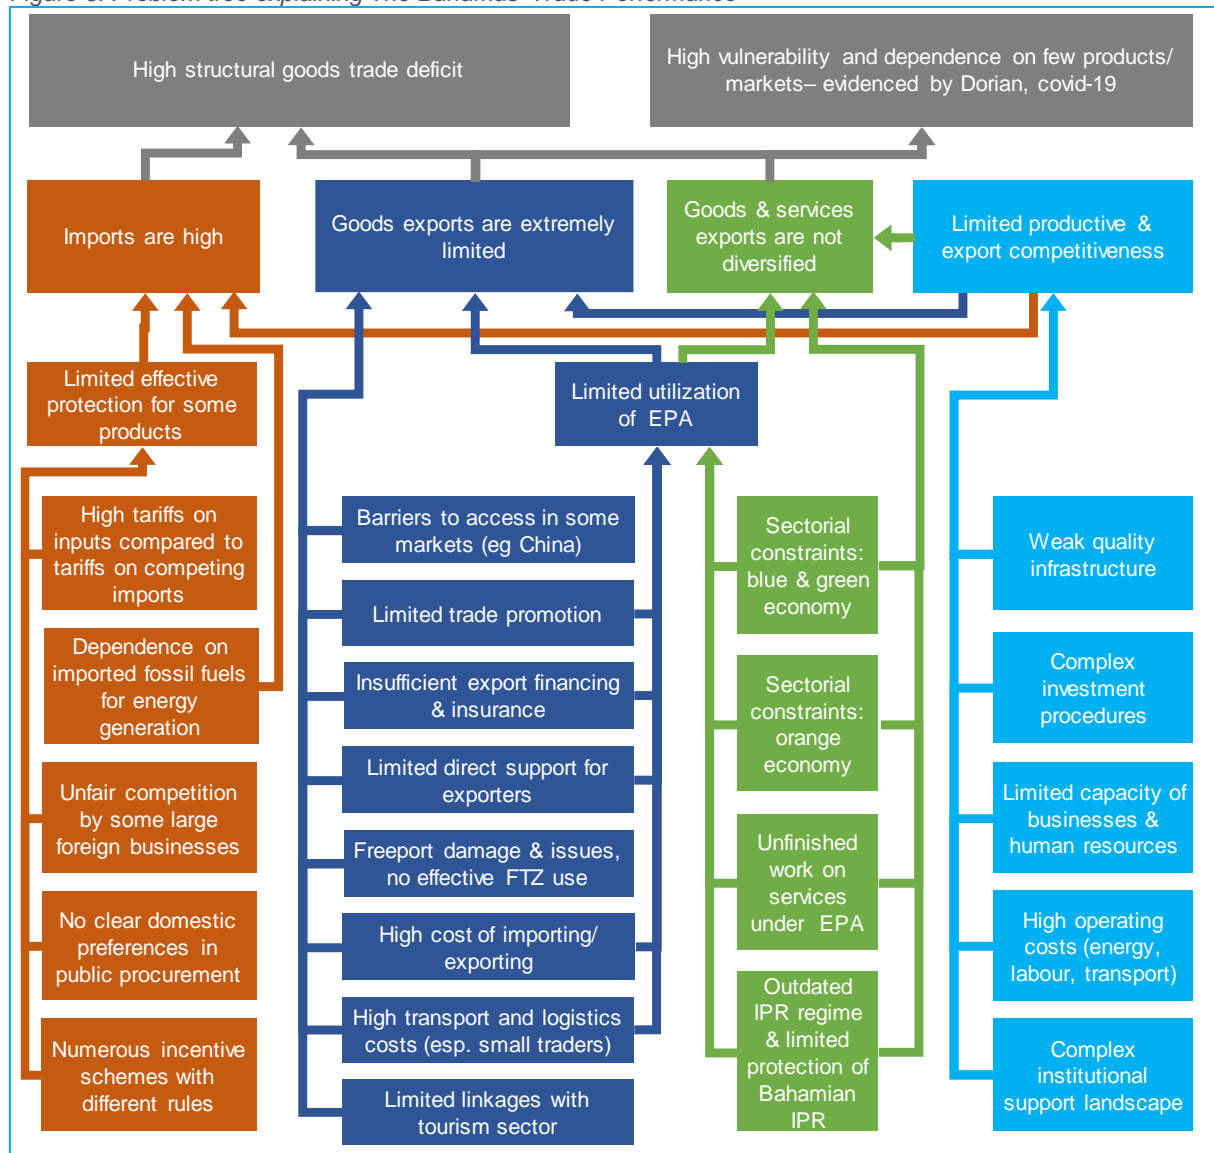 High structural goods trade deficit
High vulnerability and dependence on few products/
markets– evidenced by Dorian, covid-19
Imports are high
Goods exports are extremely
limited
Goods & services
exports are not
diversified
Limited productive &
export competitiveness
Limited effective
protection for some
products
Limited utilization
of EPA
High tariffs on
inputs compared to
tariffs on competing
imports
Dependence on
imported fossil fuels
for energy
generation
Unfair competition
by some large
foreign businesses
No clear domestic
preferences in
public procurement
Numerous incentive
schemes with
different rules
Barriers to access in some
markets (eg China)
Limited trade promotion
Insufficient export financing
& insurance
Limited direct support for
exporters
Freeport damage & issues,
no effective FTZ use
High cost of importing/
exporting
High transport and logistics
costs (esp. small traders)
Limited linkages with
tourism sector
Sectorial
constraints:
blue & green
economy
Sectorial
constraints:
orange
economy
Unfinished
work on
services
under EPA
Outdated
IPR regime
& limited
protection of
Bahamian
IPR
Weak quality
infrastructure
Complex
investment
procedures
Limited capacity of
businesses &
human resources
High operating
costs (energy,
labour, transport)
Complex
institutional
support landscape